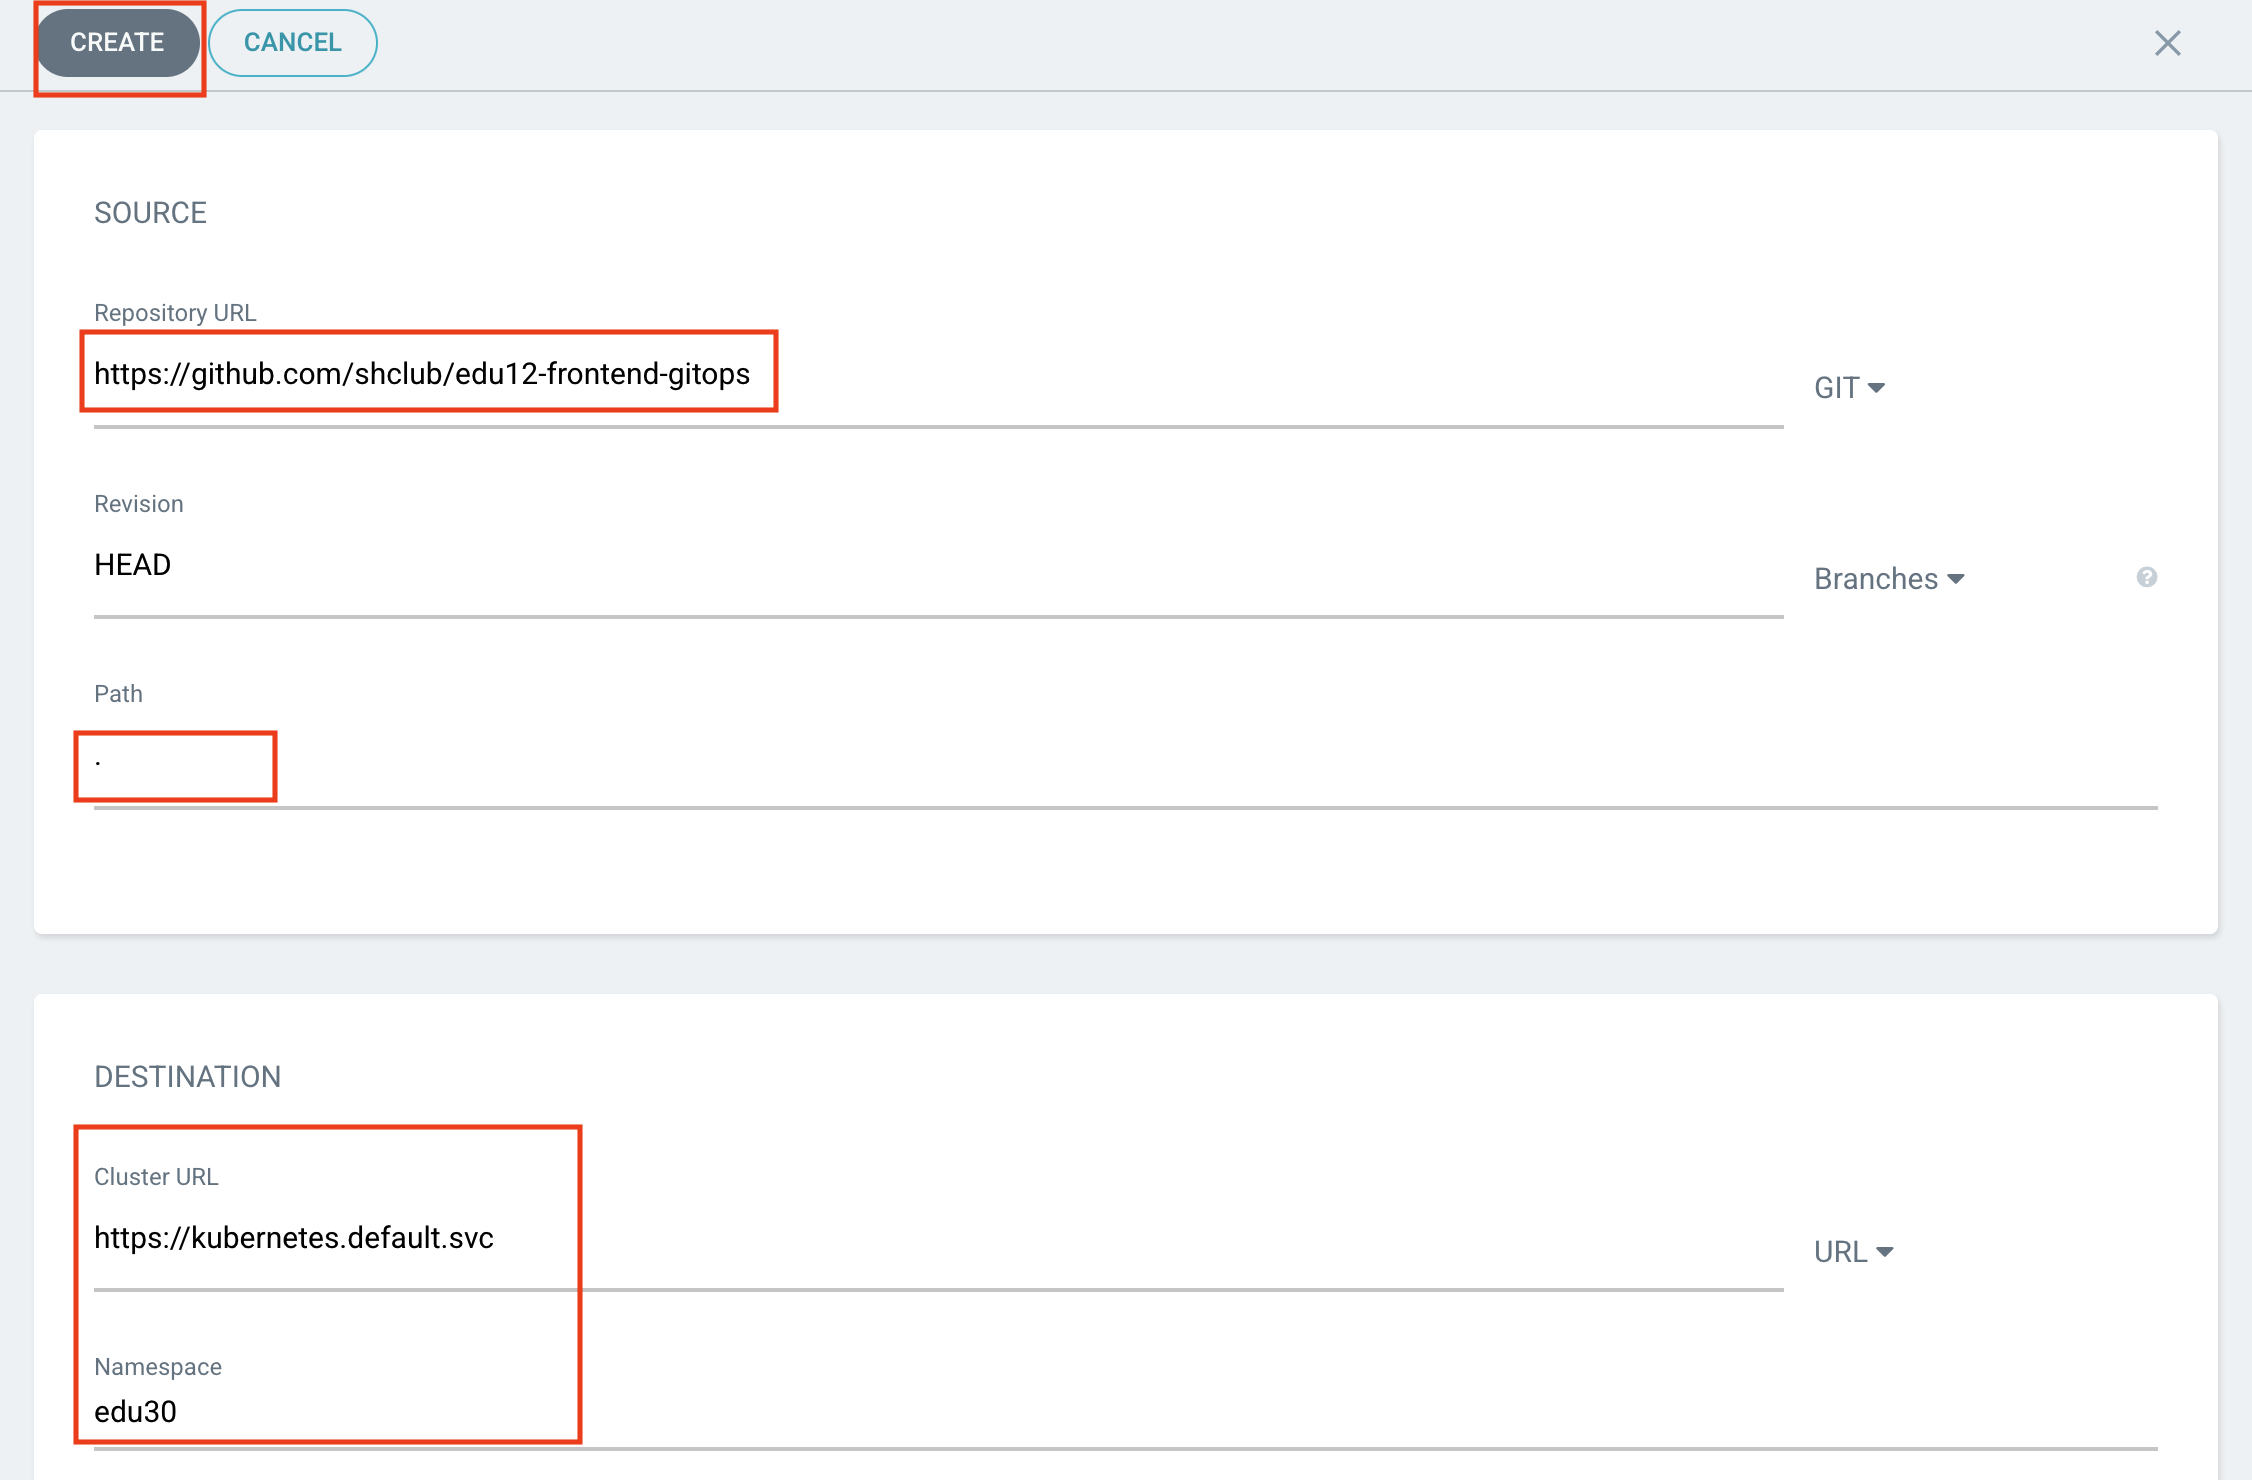 CREATE CANCEL
SOURCE
Repository URL
https://github.com/shclub/edu12-frontend-gitops
GIT
Revision
HEAD
Branches
?
Path
.
DESTINATION
Cluster URL
https://kubernetes.default.svc
URL
Namespace
edu30